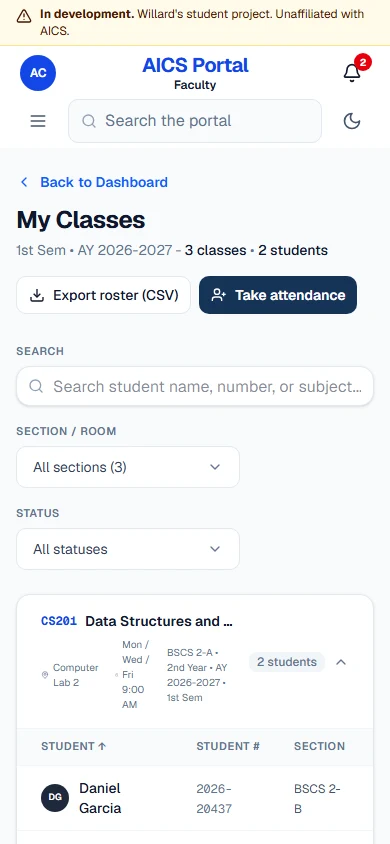 In development. Willard's student project. Unaffiliated with
AICS.
AC
AICS Portal
Faculty
2
Search the portal
Back to Dashboard
My Classes
1st Sem • AY 2026-2027 - 3 classes • 2 students
Export roster (CSV)
Take attendance
SEARCH
Search student name, number, or subject...
SECTION / ROOM
All sections (3)
STATUS
All statuses
CS201 Data Structures and ...
Computer
Lab 2
Mon /
Wed /
Fri
9:00
AM
BSCS 2-A •
2nd Year • AY
2026-2027 •
1st Sem
2 students
STUDENT ↑ STUDENT # SECTION
DG
Daniel
Garcia
2026-
20437
BSCS 2-
B